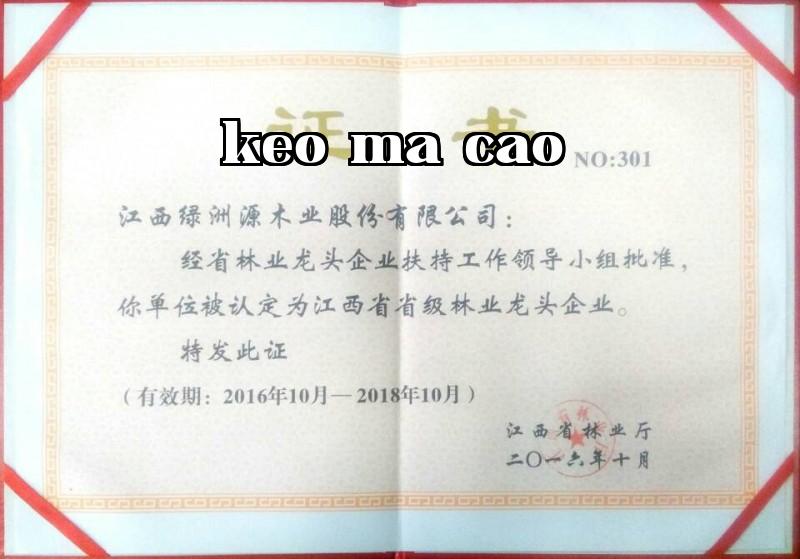 证书
keo ma cao
NO:301
江西绿洲源木业股份有限公司：
经省林业龙头企业扶持工作领导小组批准，
你单位被认定为江西省省级林业龙头企业。
特发此证
（有效期：2016年10月—2018年10月）
江西省林业厅
二〇一六年十月